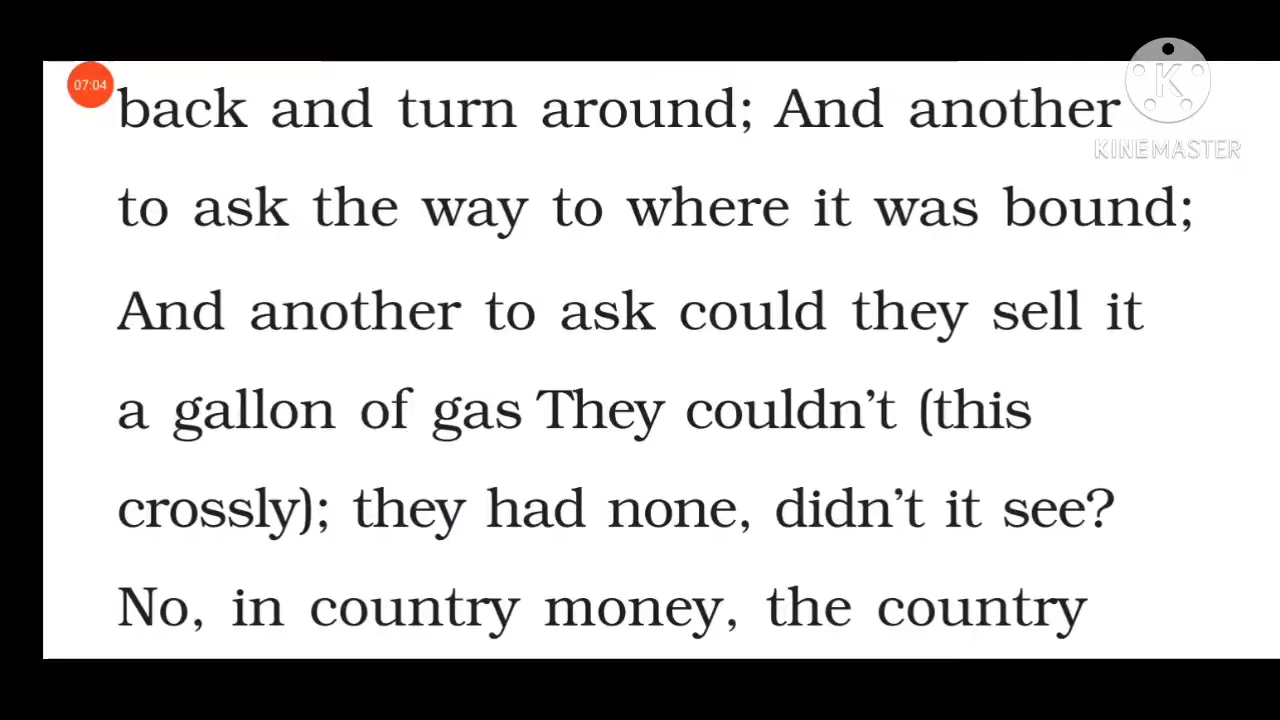 07:04
K
KINEMASTER
back and turn around; And another
to ask the way to where it was bound;
And another to ask could they sell it
a gallon of gas They couldn't (this
crossly); they had none, didn't it see?
No, in country money, the country